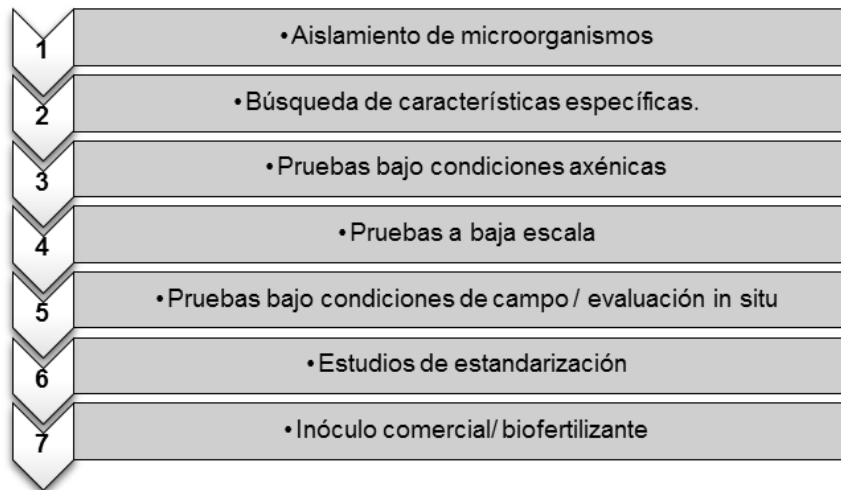 1 •Aislamiento de microorganismos
2 •Búsqueda de características específicas.
3 •Pruebas bajo condiciones axénicas
4 •Pruebas a baja escala
5 •Pruebas bajo condiciones de campo / evaluación in situ
6 •Estudios de estandarización
7 •Inóculo comercial/ biofertilizante